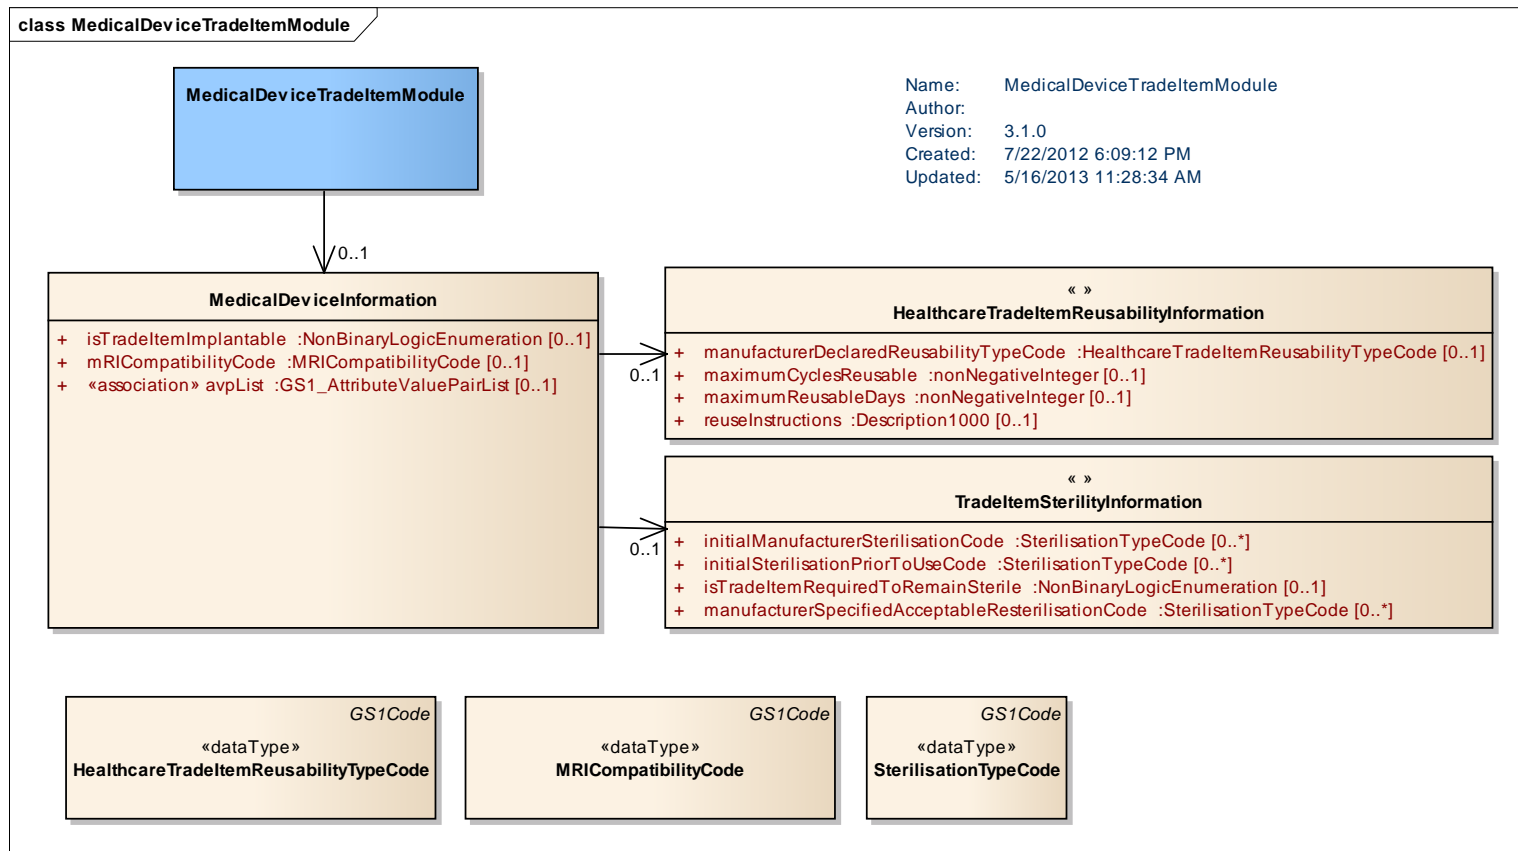 class MedicalDeviceTradeItemModule
MedicalDeviceTradeItemModule
Name: MedicalDeviceTradeItemModule
Author:
Version: 3.1.0
Created: 7/22/2012 6:09:12 PM
Updated: 5/16/2013 11:28:34 AM
0..1
MedicalDeviceInformation
+ isTradeItemImplantable :NonBinaryLogicEnumeration [0..1]
+ mRICompatibilityCode :MRICompatibilityCode [0..1]
+ «association» avpList :GS1_AttributeValuePairList [0..1]
0..1
« »
HealthcareTradeItemReusabilityInformation
+ manufacturerDeclaredReusabilityTypeCode :HealthcareTradeItemReusabilityTypeCode [0..1]
+ maximumCyclesReusable :nonNegativeInteger [0..1]
+ maximumReusableDays :nonNegativeInteger [0..1]
+ reuseInstructions :Description1000 [0..1]
0..1
« »
TradeItemSterilityInformation
+ initialManufacturerSterilisationCode :SterilisationTypeCode [0..*]
+ initialSterilisationPriorToUseCode :SterilisationTypeCode [0..*]
+ isTradeItemRequiredToRemainSterile :NonBinaryLogicEnumeration [0..1]
+ manufacturerSpecifiedAcceptableResterilisationCode :SterilisationTypeCode [0..*]
GS1Code
«dataType»
HealthcareTradeItemReusabilityTypeCode
GS1Code
«dataType»
MRICompatibilityCode
GS1Code
«dataType»
SterilisationTypeCode